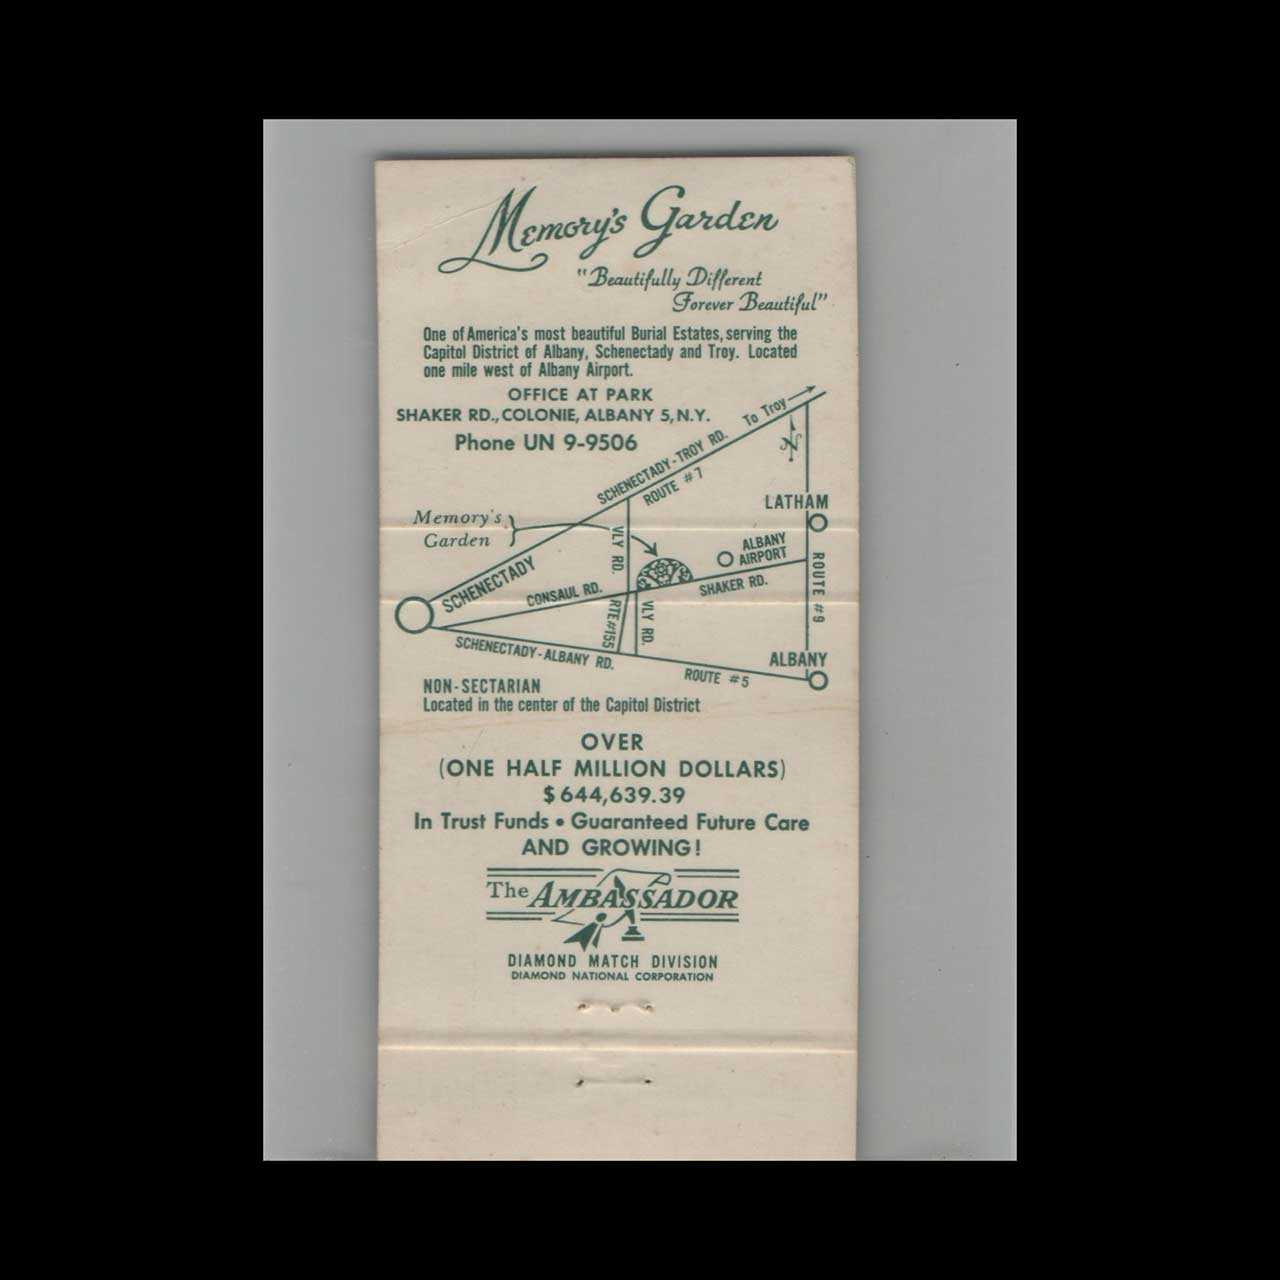 Memory's Garden
"Beautifully Different
Forever Beautiful"
One of America's most beautiful Burial Estates, serving the
Capitol District of Albany, Schenectady and Troy. Located
one mile west of Albany Airport.
OFFICE AT PARK
SHAKER RD., COLONIE, ALBANY 5, N.Y.
Phone UN 9-9506
To Troy
N
SCHENECTADY-TROY RD.
ROUTE #7
LATHAM
Memory's
Garden
VLY RD.
ALBANY
AIRPORT
SCHENECTADY
CONSAUL RD.
SHAKER RD.
ROUTE #9
RTE#155
VLY RD.
SCHENECTADY-ALBANY RD.
ALBANY
ROUTE #5
NON-SECTARIAN
Located in the center of the Capitol District
OVER
(ONE HALF MILLION DOLLARS)
$644,639.39
In Trust Funds • Guaranteed Future Care
AND GROWING!
The AMBASSADOR
DIAMOND MATCH DIVISION
DIAMOND NATIONAL CORPORATION